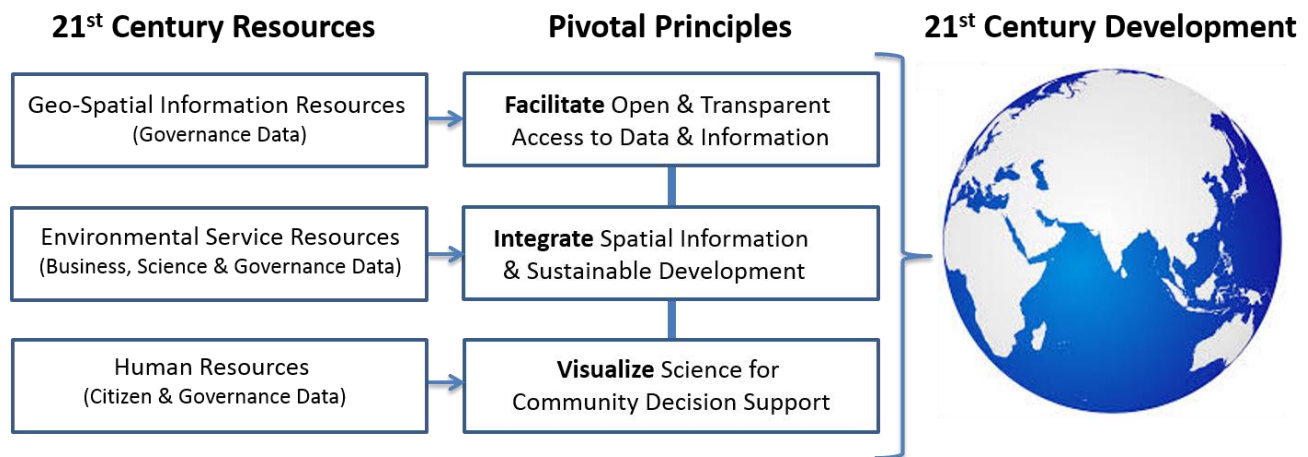 21st Century Resources
Pivotal Principles
21st Century Development
Geo-Spatial Information Resources
(Governance Data)
Facilitate Open & Transparent
Access to Data & Information
Environmental Service Resources
(Business, Science & Governance Data)
Integrate Spatial Information
& Sustainable Development
Human Resources
(Citizen & Governance Data)
Visualize Science for
Community Decision Support